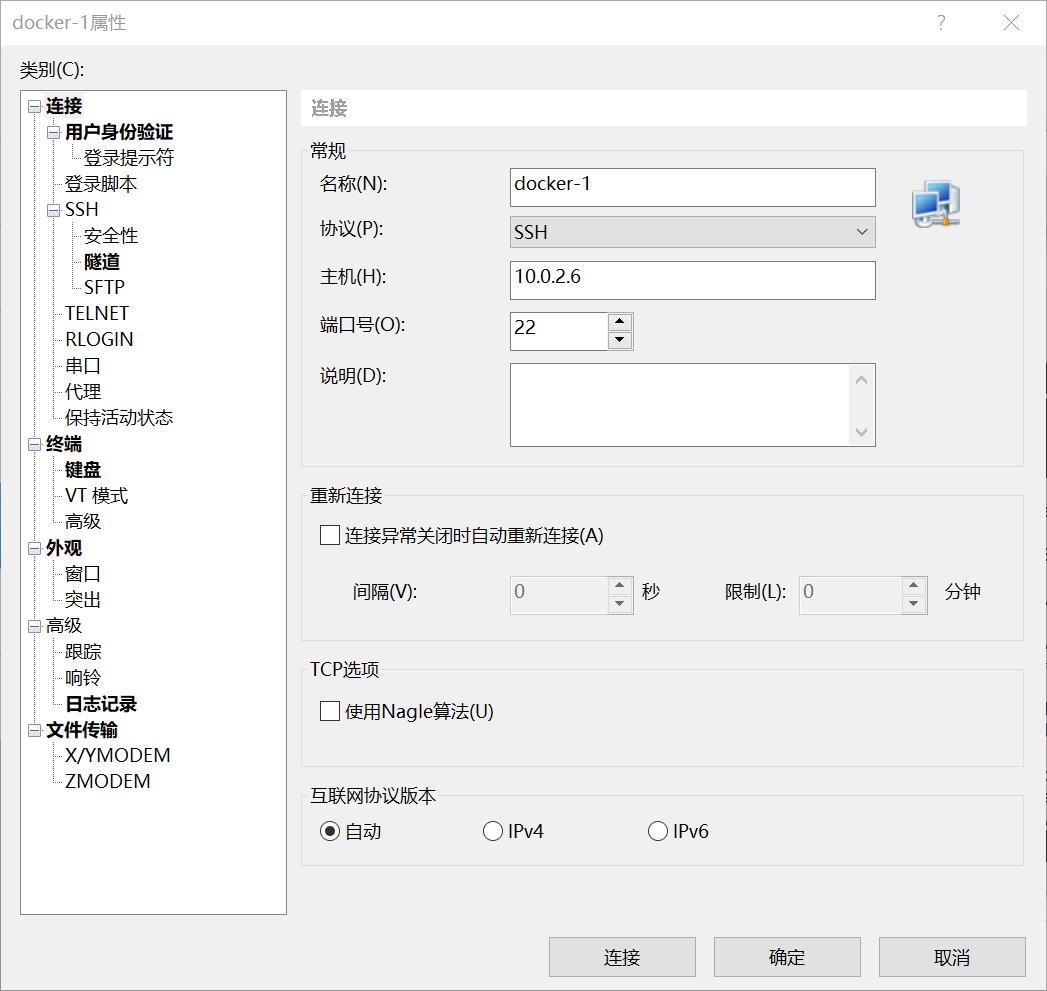 docker-1属性
类别(C):
连接
用户身份验证
登录提示符
登录脚本
SSH
安全性
隧道
SFTP
TELNET
RLOGIN
串口
代理
保持活动状态
终端
键盘
VT 模式
高级
外观
窗口
突出
高级
跟踪
响铃
日志记录
文件传输
X/YMODEM
ZMODEM
连接
常规
名称(N):
docker-1
协议(P):
SSH
主机(H):
10.0.2.6
端口号(O):
22
说明(D):
重新连接
连接异常关闭时自动重新连接(A)
间隔(V): 0 秒 限制(L): 0 分钟
TCP选项
使用Nagle算法(U)
互联网协议版本
自动 IPv4 IPv6
连接 确定 取消